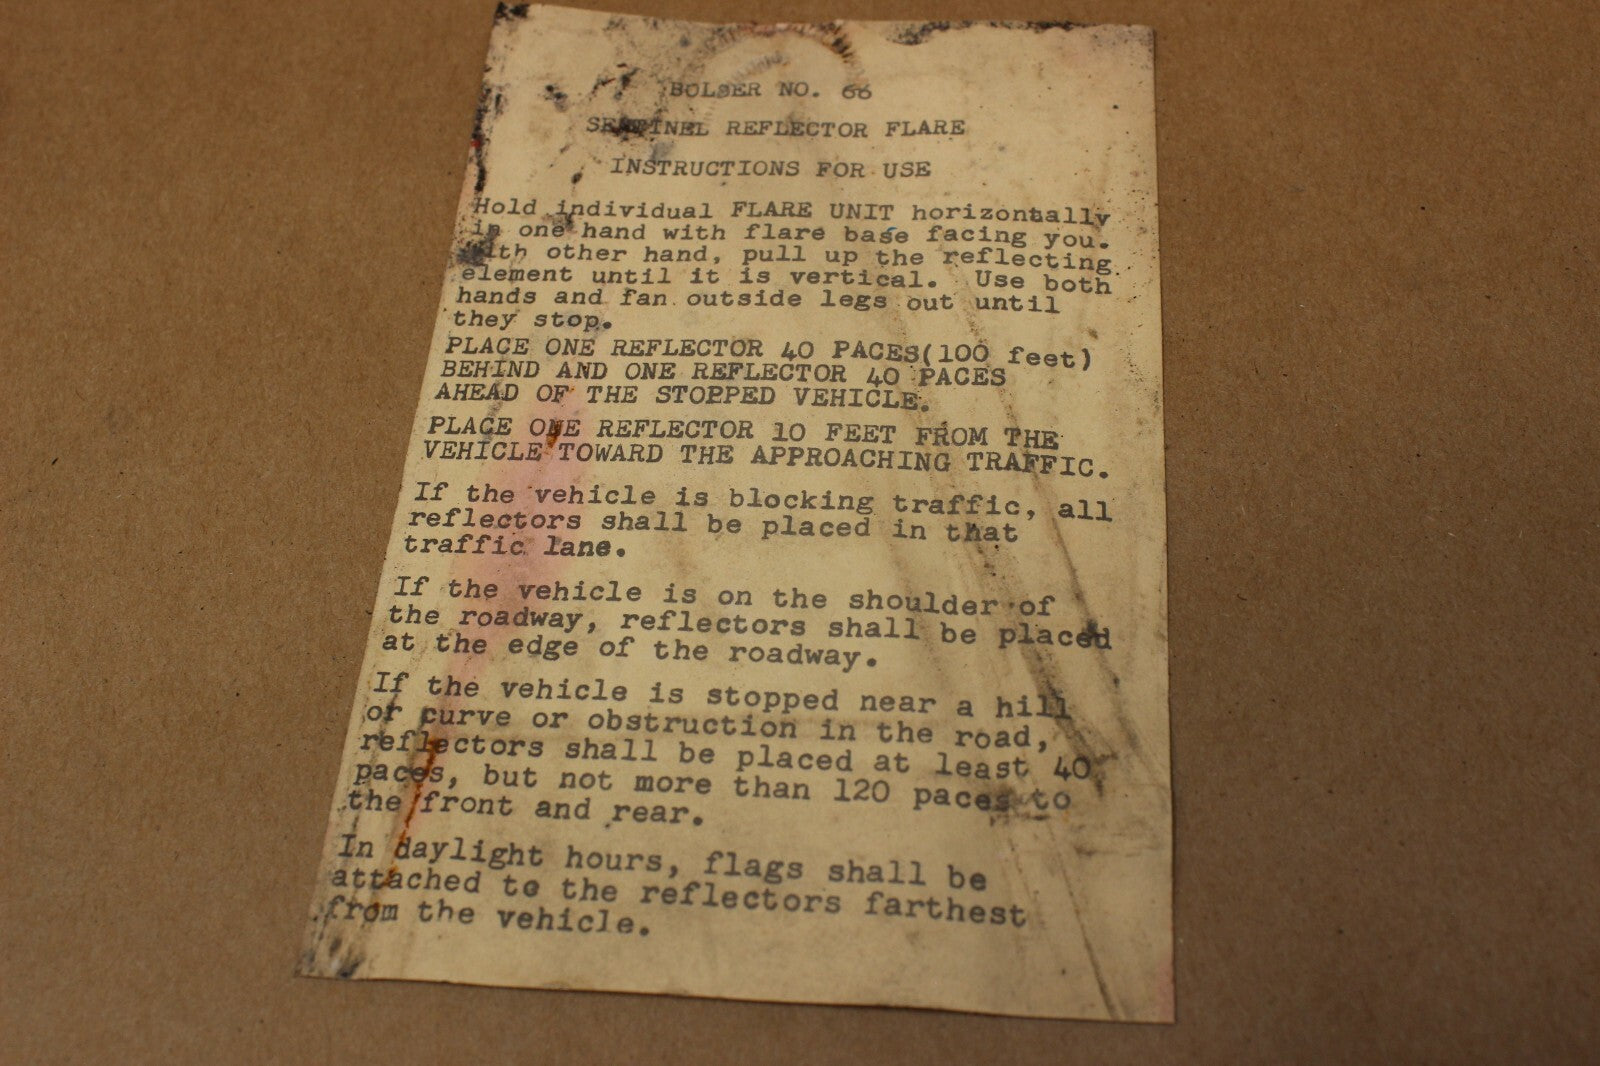 BOLSER NO. 66
SENTINEL REFLECTOR FLARE
INSTRUCTIONS FOR USE
Hold individual FLARE UNIT horizontally
in one hand with flare base facing you.
With other hand, pull up the reflecting
element until it is vertical. Use both
hands and fan outside legs out until
they stop.
PLACE ONE REFLECTOR 40 PACES(100 feet)
BEHIND AND ONE REFLECTOR 40 PACES
AHEAD OF THE STOPPED VEHICLE.
PLACE ONE REFLECTOR 10 FEET FROM THE
VEHICLE TOWARD THE APPROACHING TRAFFIC.
If the vehicle is blocking traffic, all
reflectors shall be placed in that
traffic lane.
If the vehicle is on the shoulder of
the roadway, reflectors shall be placed
at the edge of the roadway.
If the vehicle is stopped near a hill
or curve or obstruction in the road,
reflectors shall be placed at least 40
paces, but not more than 120 paces to
the front and rear.
In daylight hours, flags shall be
attached to the reflectors farthest
from the vehicle.